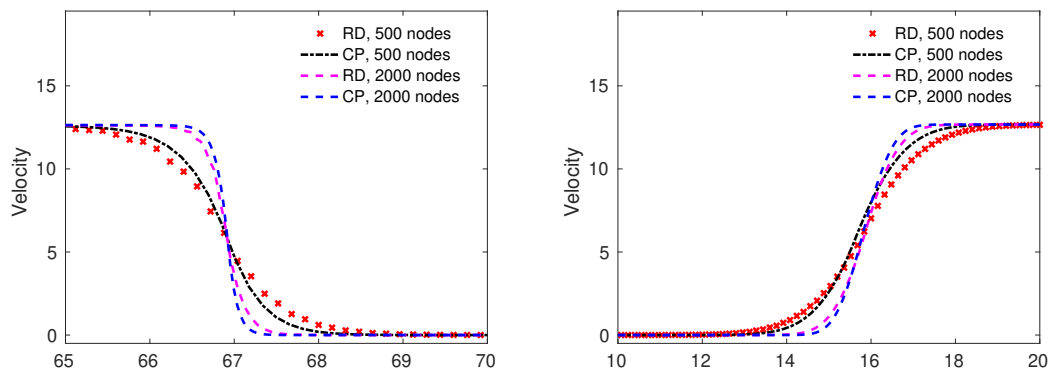 RD, 500 nodes
CP, 500 nodes
RD, 2000 nodes
CP, 2000 nodes
15
10
5
0
Velocity
65 66 67 68 69 70
RD, 500 nodes
CP, 500 nodes
RD, 2000 nodes
CP, 2000 nodes
15
10
5
0
Velocity
10 12 14 16 18 20